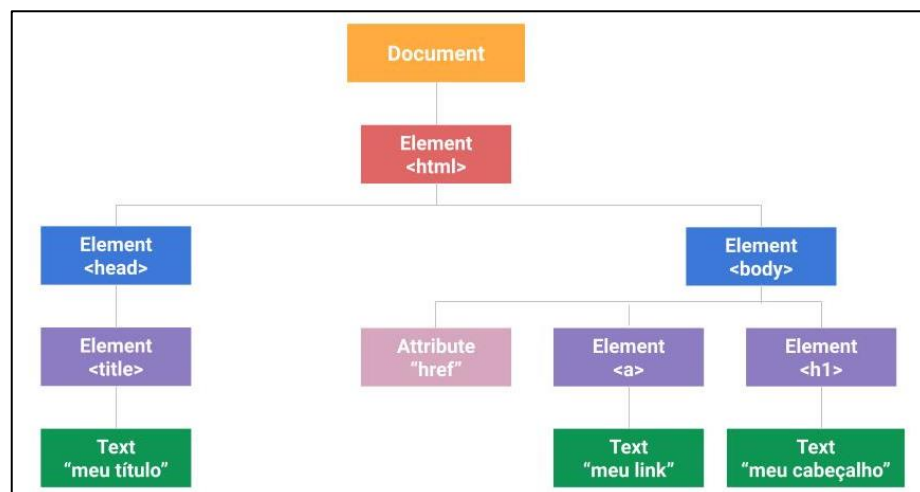 Document
Element
<html>
Element
<head>
Element
<body>
Element
<title>
Attribute
“href”
Element
<a>
Element
<h1>
Text
“meu título”
Text
“meu link”
Text
“meu cabeçalho”